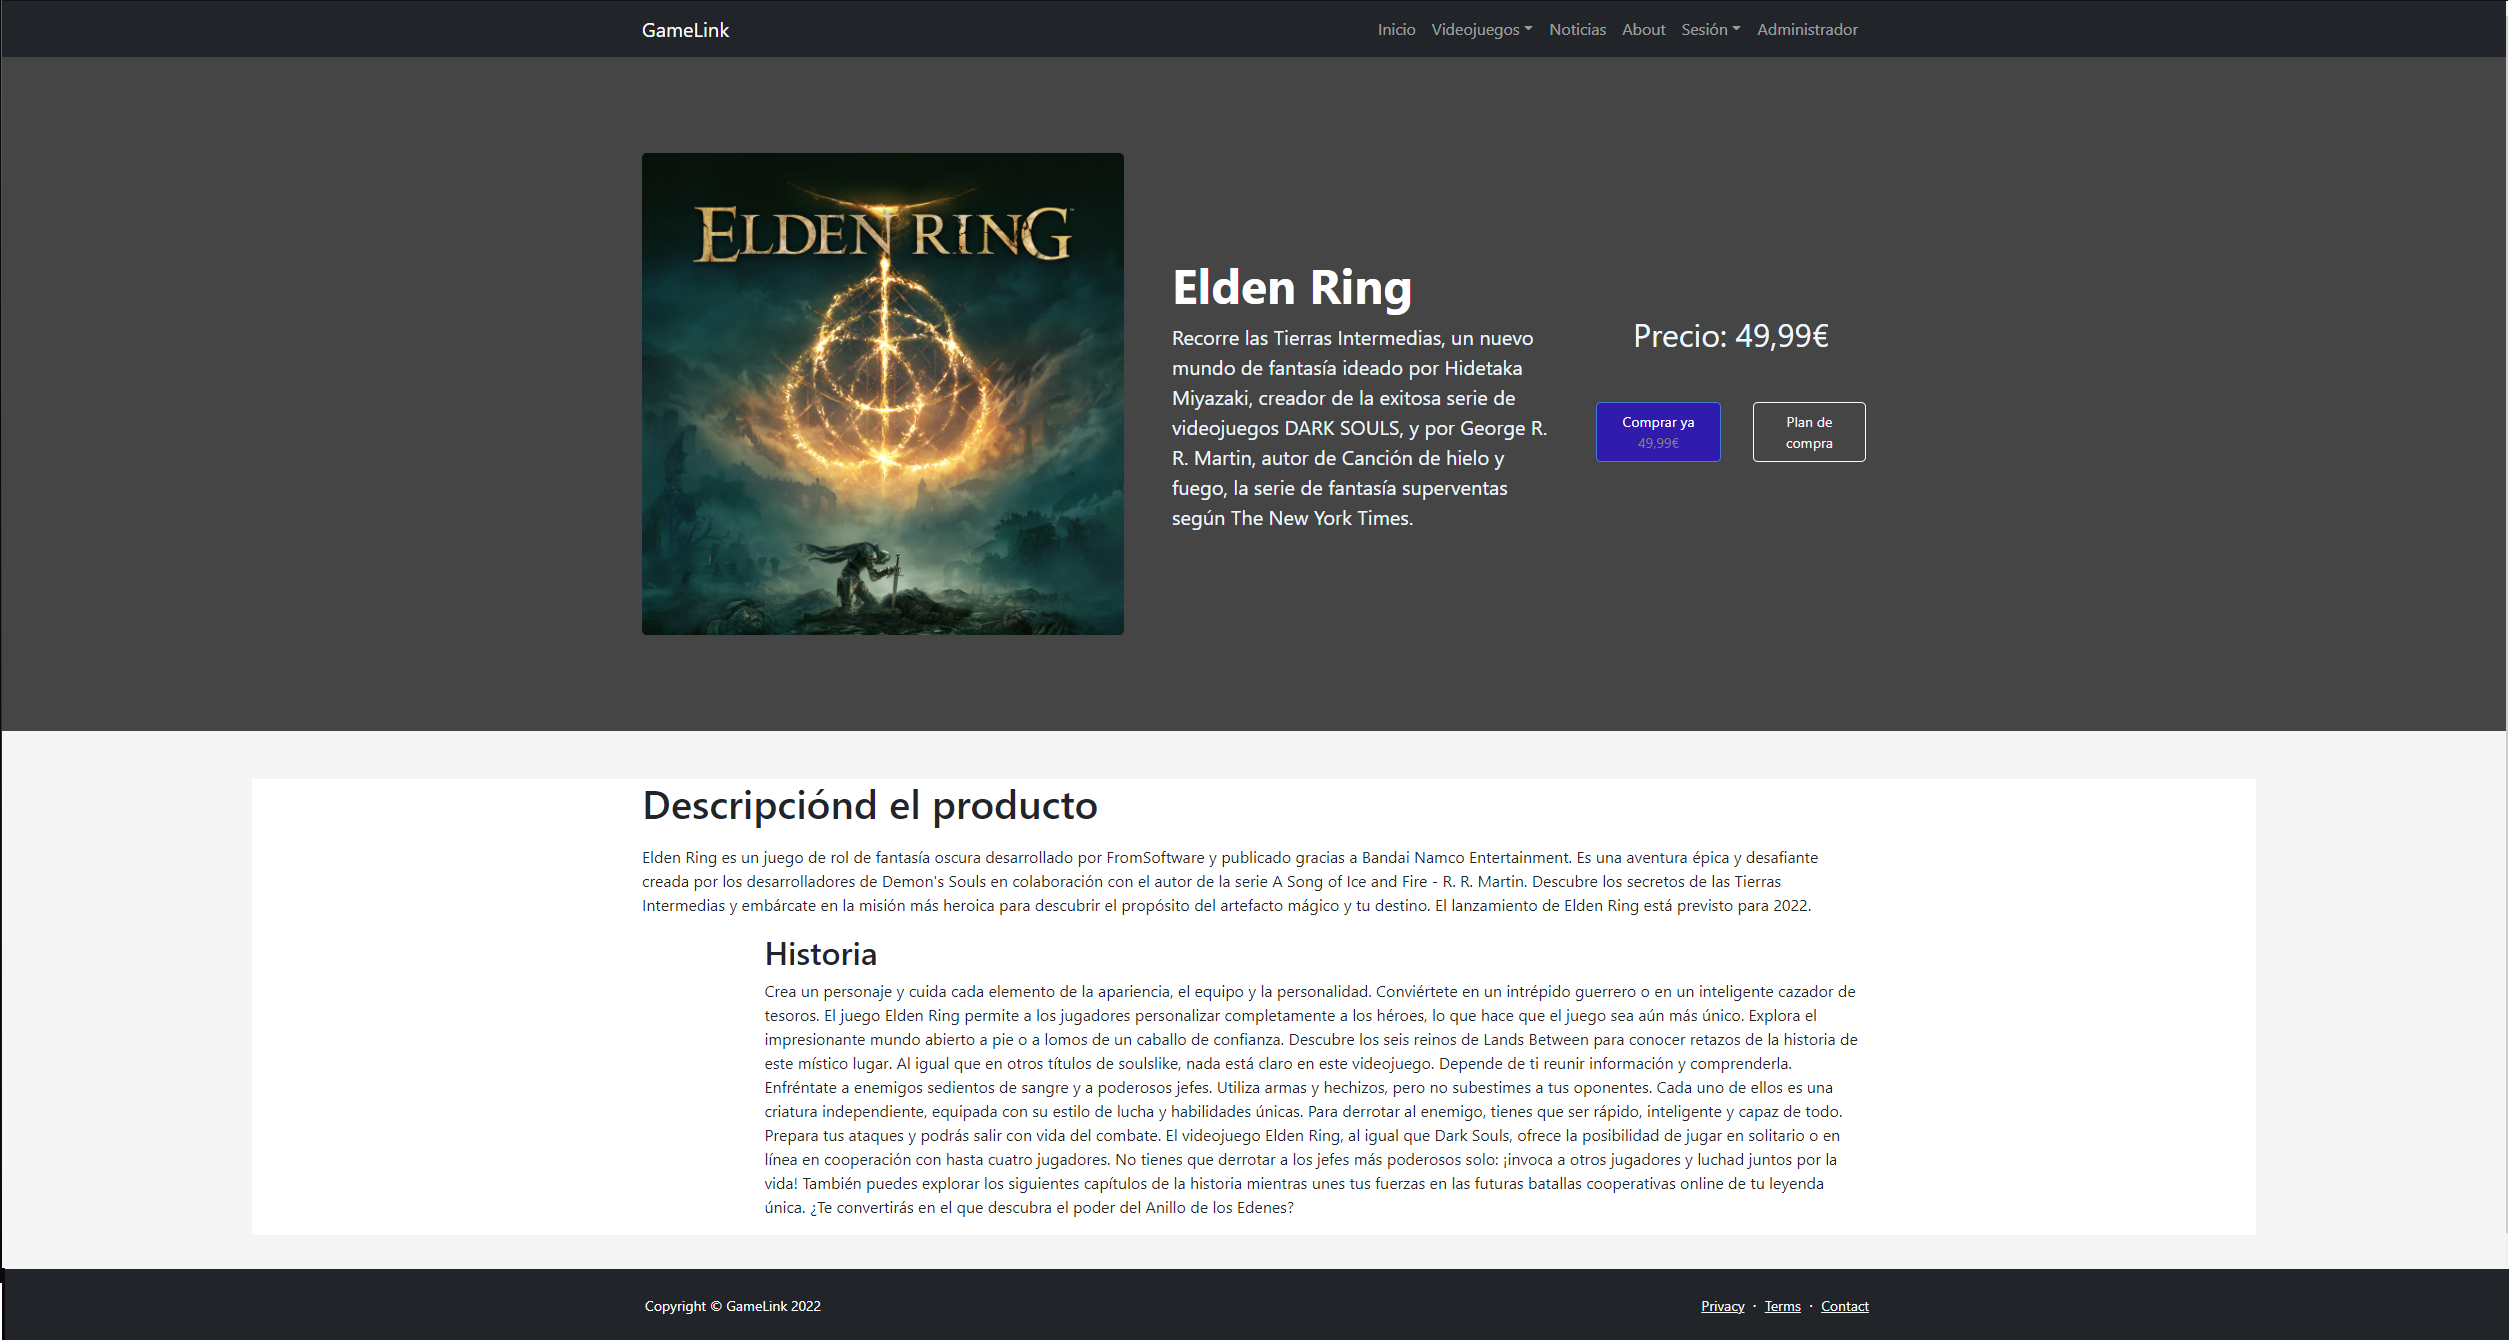 GameLink
Inicio Videojuegos Noticias About Sesión Administrador
ELDEN RING
Elden Ring
Recorre las Tierras Intermedias, un nuevo
mundo de fantasía ideado por Hidetaka
Miyazaki, creador de la exitosa serie de
videojuegos DARK SOULS, y por George R.
R. Martin, autor de Canción de hielo y
fuego, la serie de fantasía superventas
según The New York Times.
Precio: 49,99€
Comprar ya
49,99€
Plan de
compra
Descripciónd el producto
Elden Ring es un juego de rol de fantasía oscura desarrollado por FromSoftware y publicado gracias a Bandai Namco Entertainment. Es una aventura épica y desafiante
creada por los desarrolladores de Demon's Souls en colaboración con el autor de la serie A Song of Ice and Fire - R. R. Martin. Descubre los secretos de las Tierras
Intermedias y embárcate en la misión más heroica para descubrir el propósito del artefacto mágico y tu destino. El lanzamiento de Elden Ring está previsto para 2022.
Historia
Crea un personaje y cuida cada elemento de la apariencia, el equipo y la personalidad. Conviértete en un intrépido guerrero o en un inteligente cazador de
tesoros. El juego Elden Ring permite a los jugadores personalizar completamente a los héroes, lo que hace que el juego sea aún más único. Explora el
impresionante mundo abierto a pie o a lomos de un caballo de confianza. Descubre los seis reinos de Lands Between para conocer retazos de la historia de
este místico lugar. Al igual que en otros títulos de soulslike, nada está claro en este videojuego. Depende de ti reunir información y comprenderla.
Enfréntate a enemigos sedientos de sangre y a poderosos jefes. Utiliza armas y hechizos, pero no subestimes a tus oponentes. Cada uno de ellos es una
criatura independiente, equipada con su estilo de lucha y habilidades únicas. Para derrotar al enemigo, tienes que ser rápido, inteligente y capaz de todo.
Prepara tus ataques y podrás salir con vida del combate. El videojuego Elden Ring, al igual que Dark Souls, ofrece la posibilidad de jugar en solitario o en
línea en cooperación con hasta cuatro jugadores. No tienes que derrotar a los jefes más poderosos solo: ¡invoca a otros jugadores y luchad juntos por la
vida! También puedes explorar los siguientes capítulos de la historia mientras unes tus fuerzas en las futuras batallas cooperativas online de tu leyenda
única. ¿Te convertirás en el que descubra el poder del Anillo de los Edenes?
Copyright © GameLink 2022
Privacy · Terms · Contact